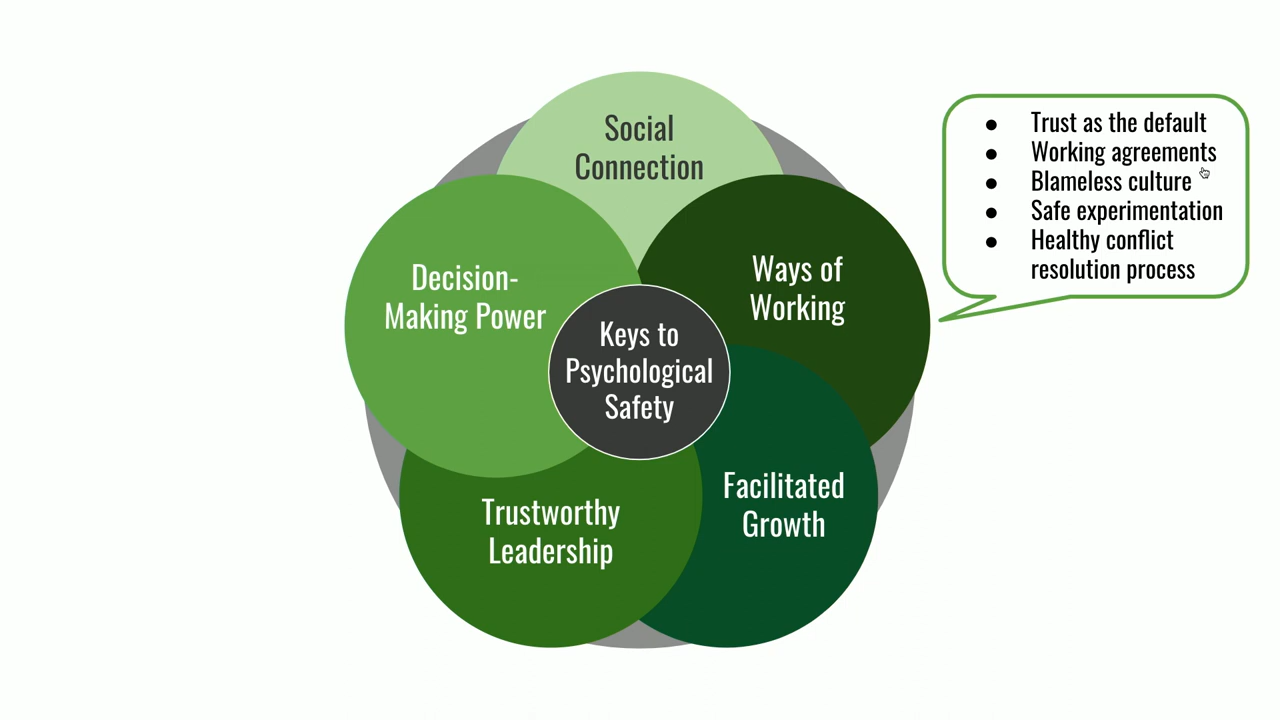 Social
Connection
Decision-
Making Power
Ways of
Working
Keys to
Psychological
Safety
Trustworthy
Leadership
Facilitated
Growth
● Trust as the default
● Working agreements
● Blameless culture
● Safe experimentation
● Healthy conflict
resolution process